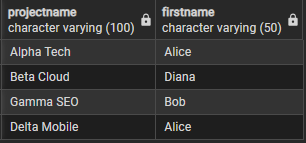 projectname firstname
character varying (100) character varying (50)
Alpha Tech Alice
Beta Cloud Diana
Gamma SEO Bob
Delta Mobile Alice